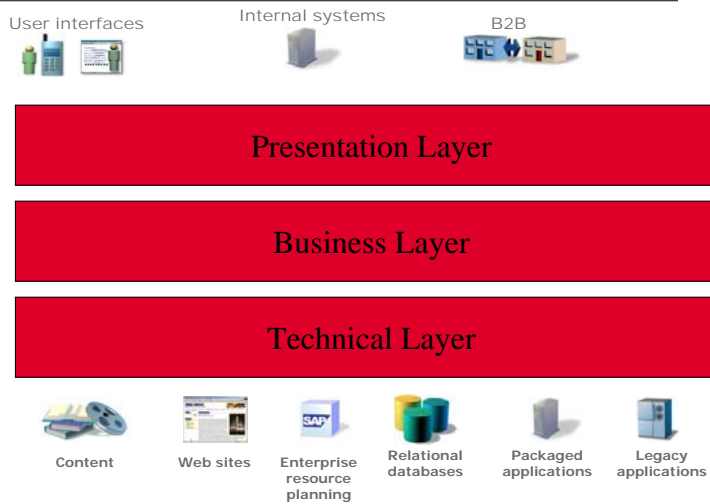 User interfaces
Internal systems
B2B
Presentation Layer
Business Layer
Technical Layer
SAP
Content
Web sites
Enterprise
resource
planning
Relational
databases
Packaged
applications
Legacy
applications